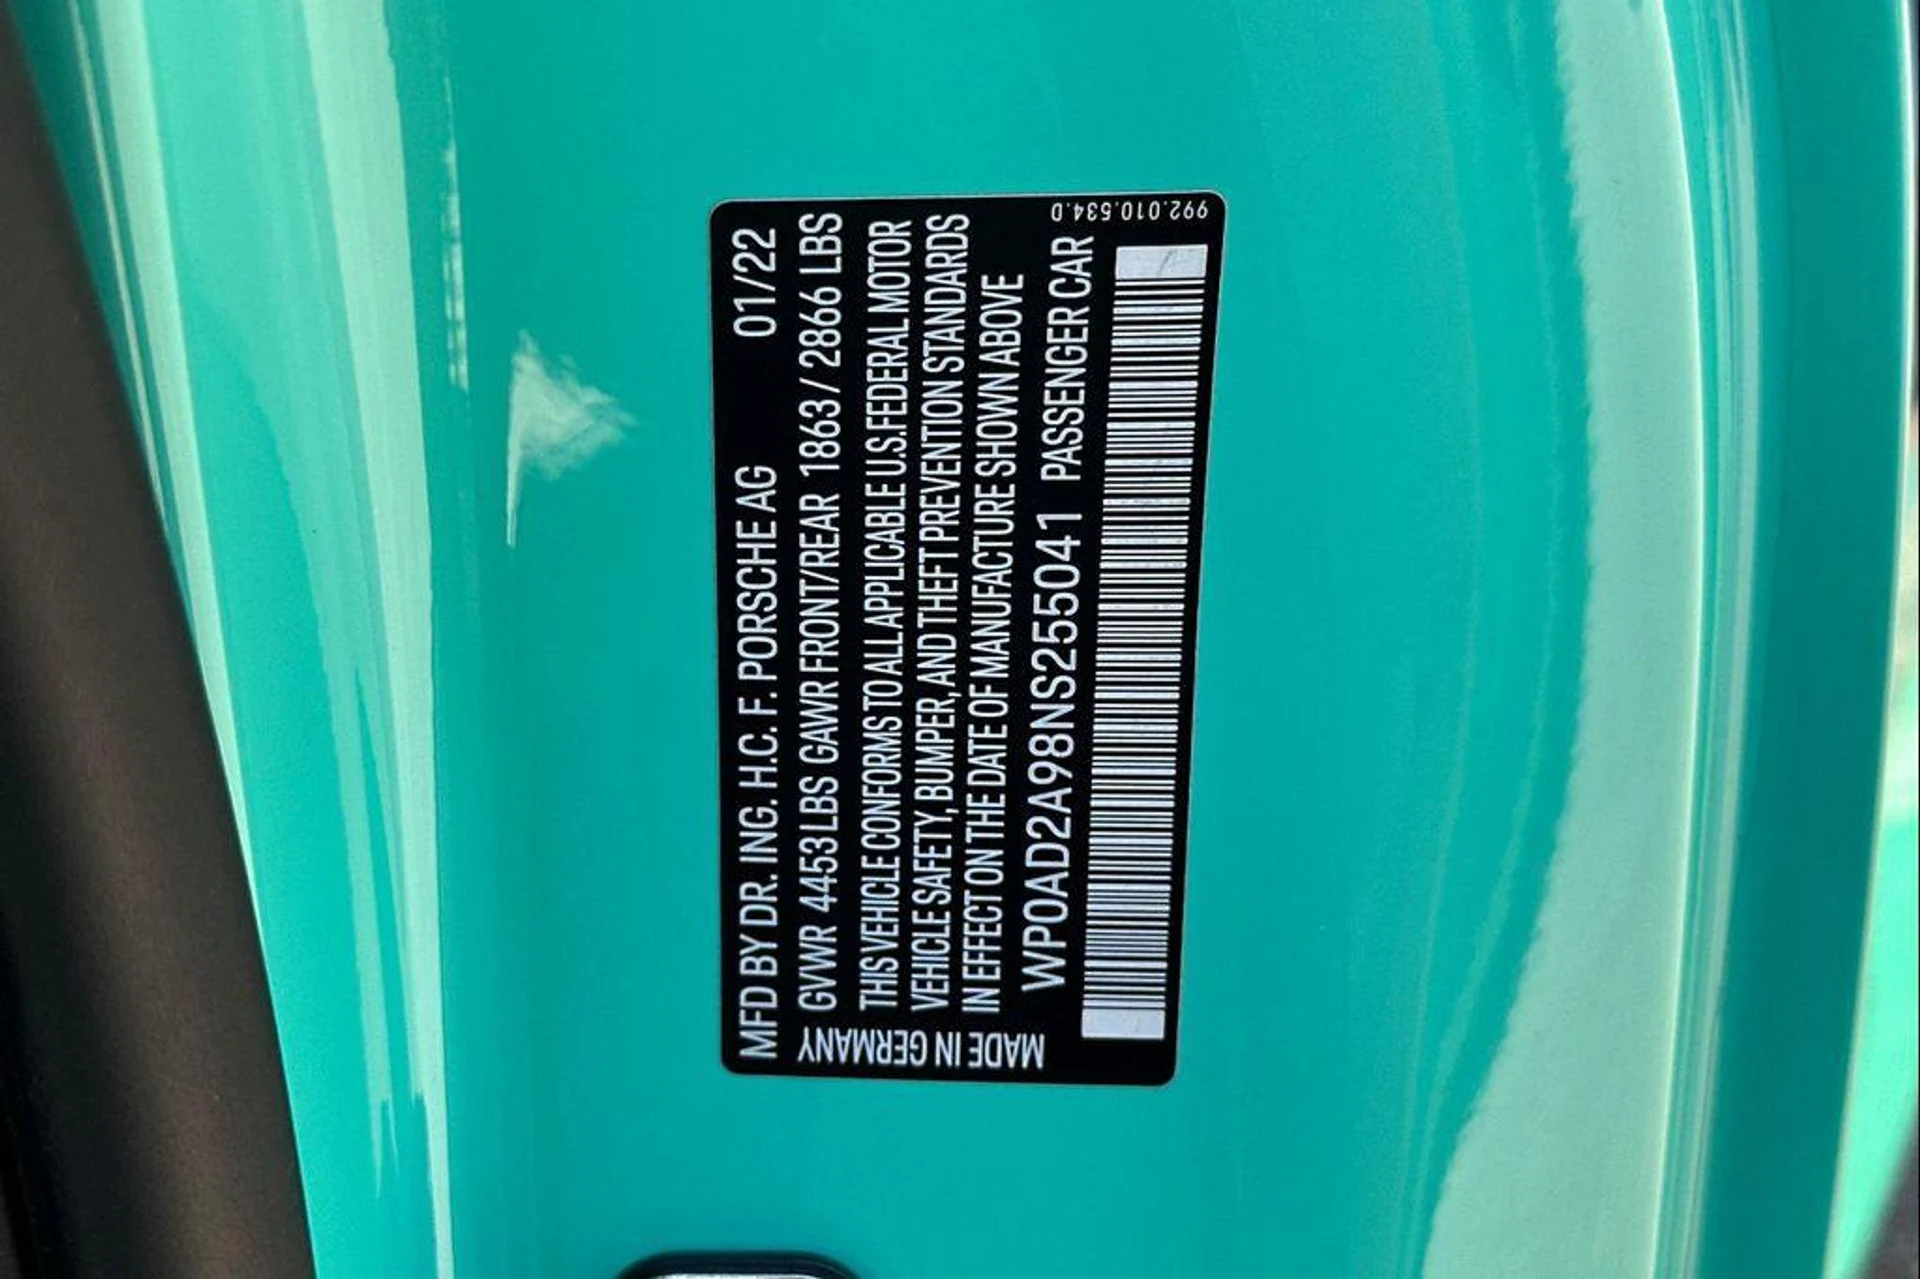 MFD BY DR. ING. H.C. F. PORSCHE AG 01/22
GVWR 4453 LBS GAWR FRONT/REAR 1863 / 2866 LBS
THIS VEHICLE CONFORMS TO ALL APPLICABLE U.S. FEDERAL MOTOR
VEHICLE SAFETY, BUMPER, AND THEFT PREVENTION STANDARDS
IN EFFECT ON THE DATE OF MANUFACTURE SHOWN ABOVE
WP0AD2A98NS255041 PASSENGER CAR
MADE IN GERMANY
992.010.534.D